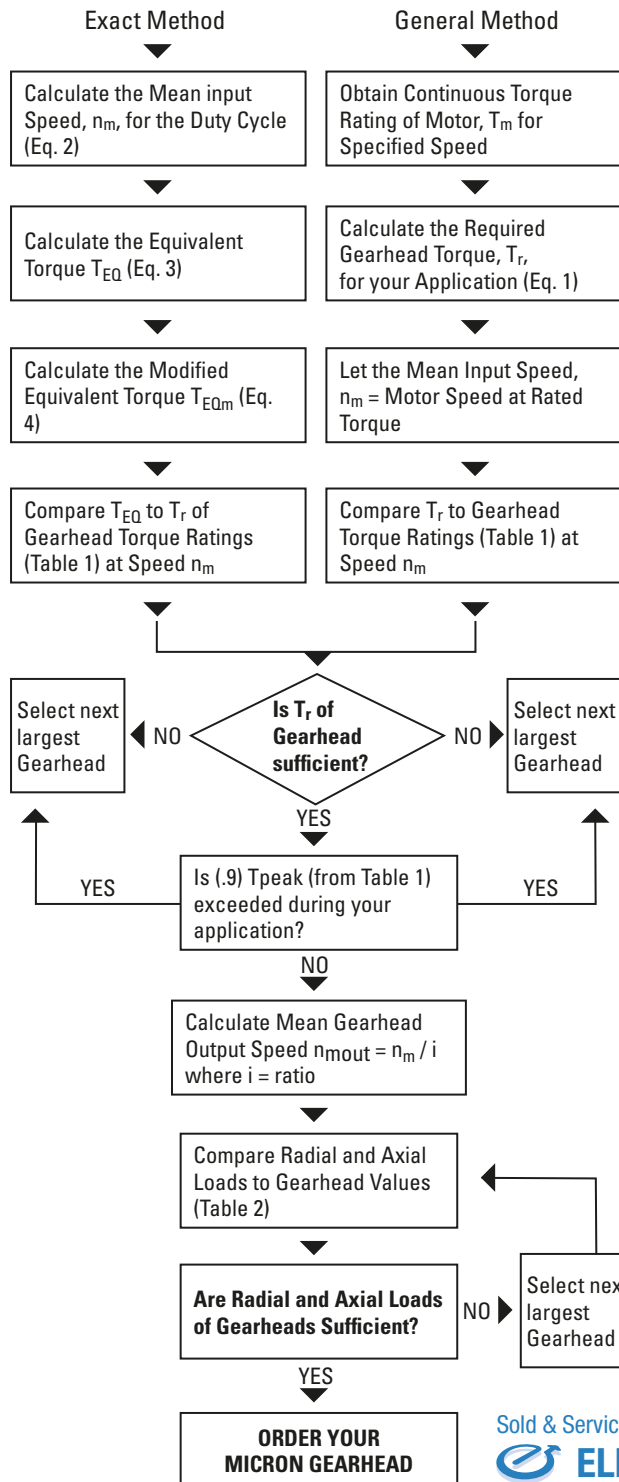 Exact Method
General Method
Calculate the Mean input
Speed, nm, for the Duty Cycle
(Eq. 2)
Obtain Continuous Torque
Rating of Motor, Tm for
Specified Speed
Calculate the Equivalent
Torque TEQ (Eq. 3)
Calculate the Required
Gearhead Torque, Tr,
for your Application (Eq. 1)
Calculate the Modified
Equivalent Torque TEQm (Eq.
4)
Let the Mean Input Speed,
nm = Motor Speed at Rated
Torque
Compare TEQ to Tr of
Gearhead Torque Ratings
(Table 1) at Speed nm
Compare Tr to Gearhead
Torque Ratings (Table 1) at
Speed nm
Select next
largest
Gearhead
NO
Is Tr of
Gearhead
sufficient?
NO
Select next
largest
Gearhead
YES
YES
Is (.9) Tpeak (from Table 1)
exceeded during your
application?
YES
NO
Calculate Mean Gearhead
Output Speed nmout = nm / i
where i = ratio
Compare Radial and Axial
Loads to Gearhead Values
(Table 2)
Are Radial and Axial Loads
of Gearheads Sufficient?
NO
Select next
largest
Gearhead
YES
ORDER YOUR
MICRON GEARHEAD
Sold & Servic